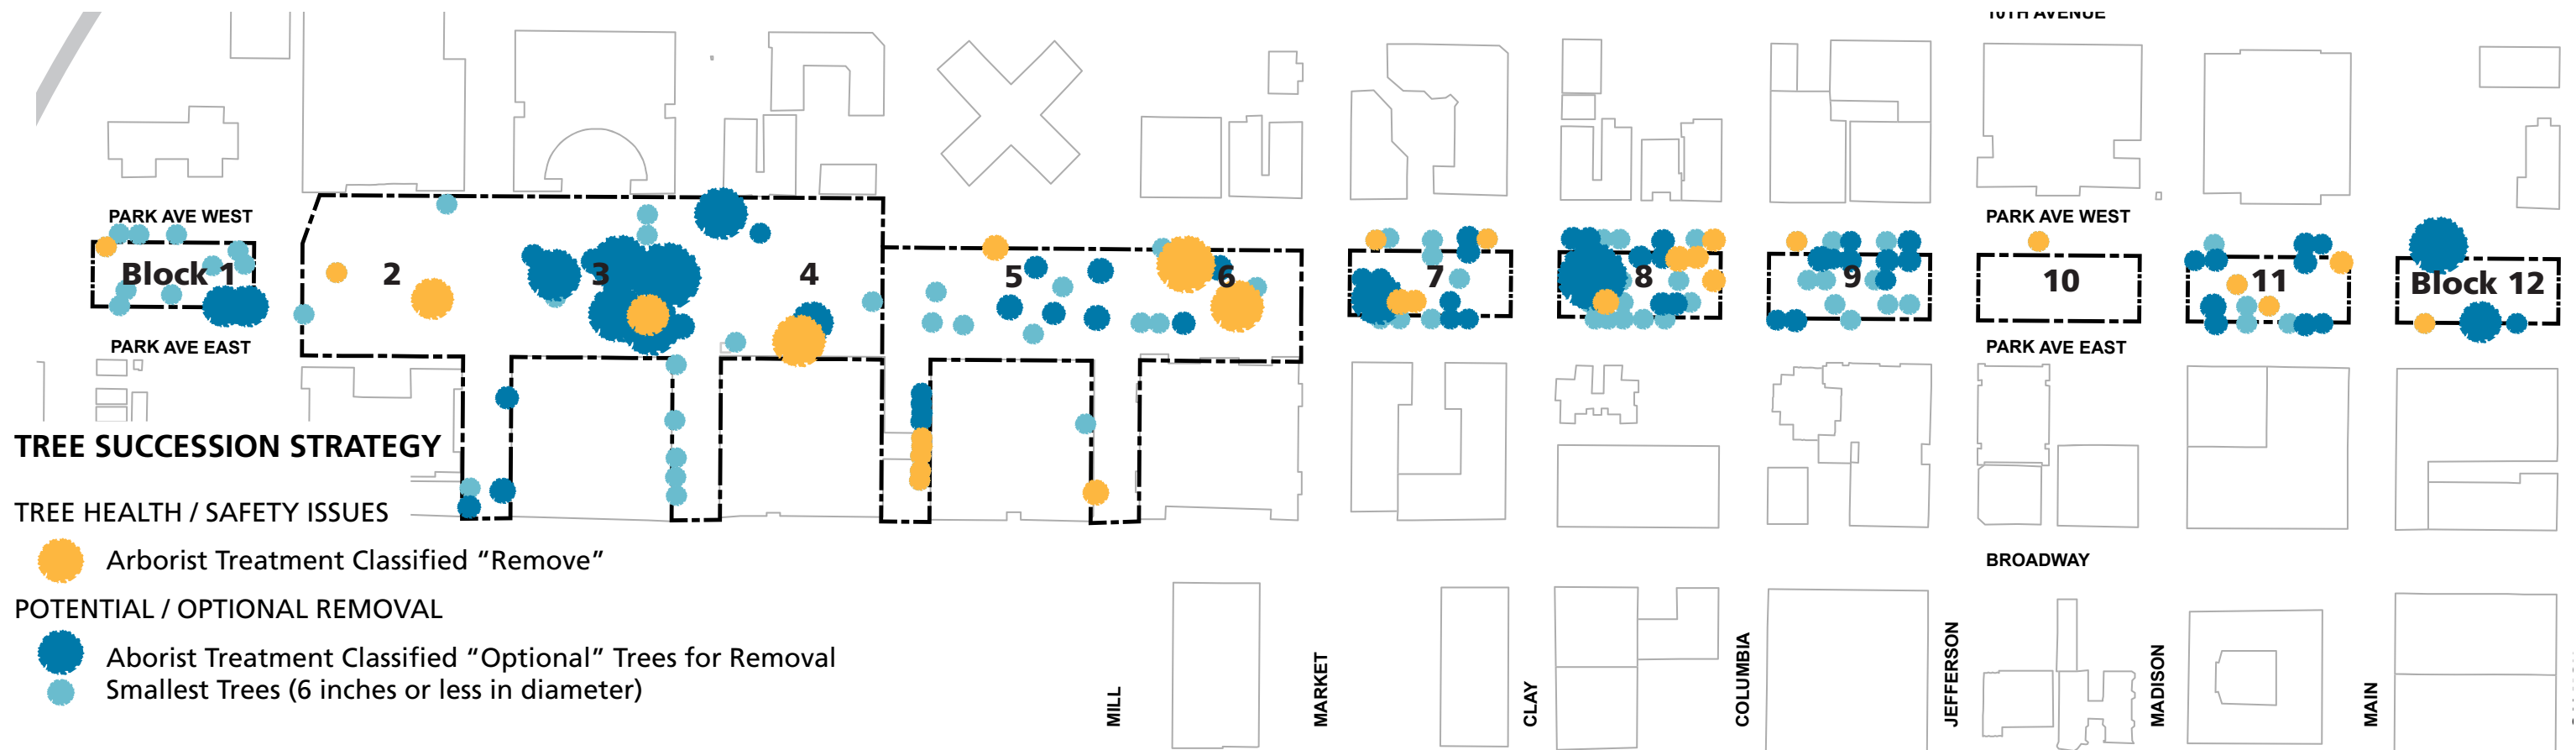 10TH AVENUE
PARK AVE WEST
PARK AVE WEST
Block 1
2
3
4
5
6
7
8
9
10
11
Block 12
PARK AVE EAST
PARK AVE EAST
TREE SUCCESSION STRATEGY
TREE HEALTH / SAFETY ISSUES
Arborist Treatment Classified “Remove”
BROADWAY
POTENTIAL / OPTIONAL REMOVAL
Aborist Treatment Classified “Optional” Trees for Removal
Smallest Trees (6 inches or less in diameter)
MILL
MARKET
CLAY
COLUMBIA
JEFFERSON
MADISON
MAIN